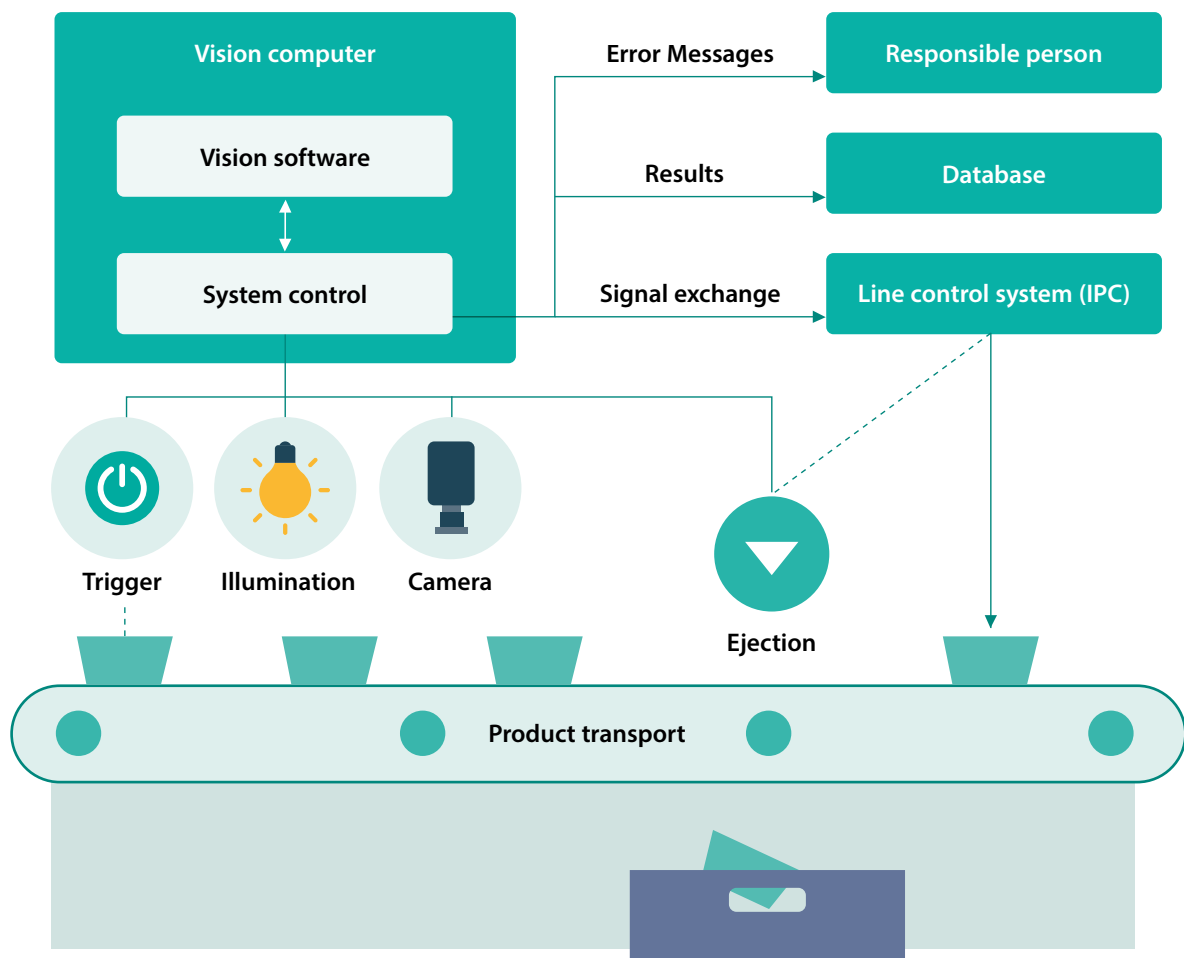 Vision computer
Error Messages
Responsible person
Vision software
Results
Database
System control
Signal exchange
Line control system (IPC)
Trigger
Illumination
Camera
Ejection
Product transport